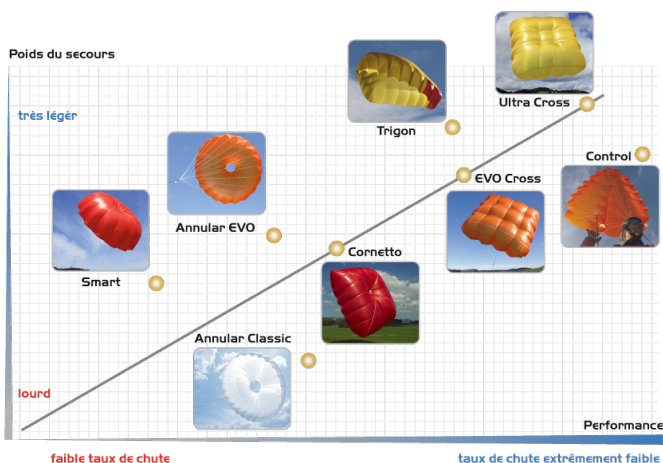 Poids du secours
très légèr
Ultra Cross
Trigon
Control
EVO Cross
Annular EVO
Cornetto
Smart
Annular Classic
lourd
Performance
faible taux de chute
taux de chute extrêmement faible